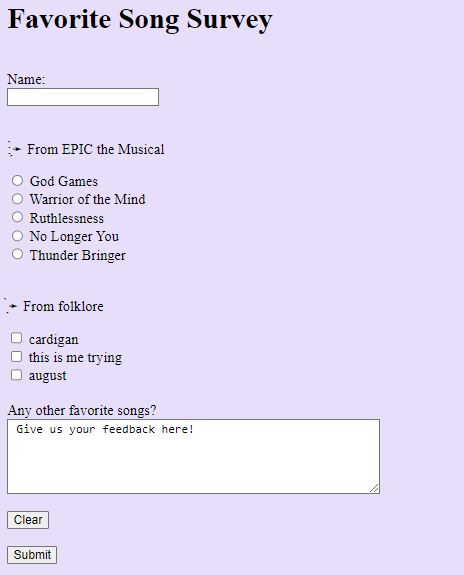 Favorite Song Survey
Name:
From EPIC the Musical
God Games
Warrior of the Mind
Ruthlessness
No Longer You
Thunder Bringer
From folklore
cardigan
this is me trying
august
Any other favorite songs?
Give us your feedback here!
Clear
Submit